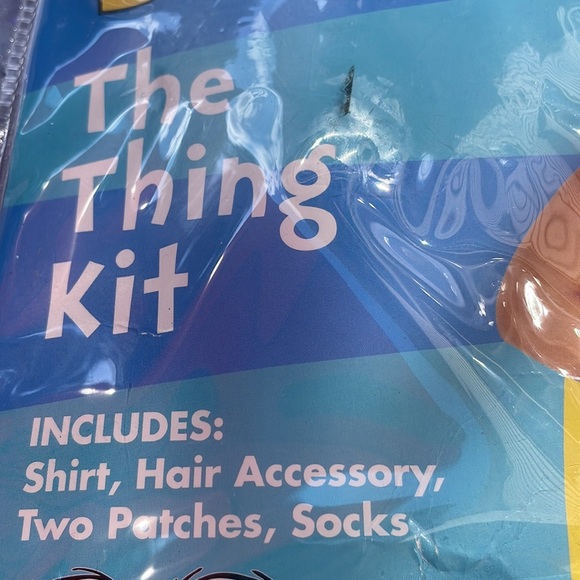 The
Thing
Kit
INCLUDES:
Shirt, Hair Accessory,
Two Patches, Socks